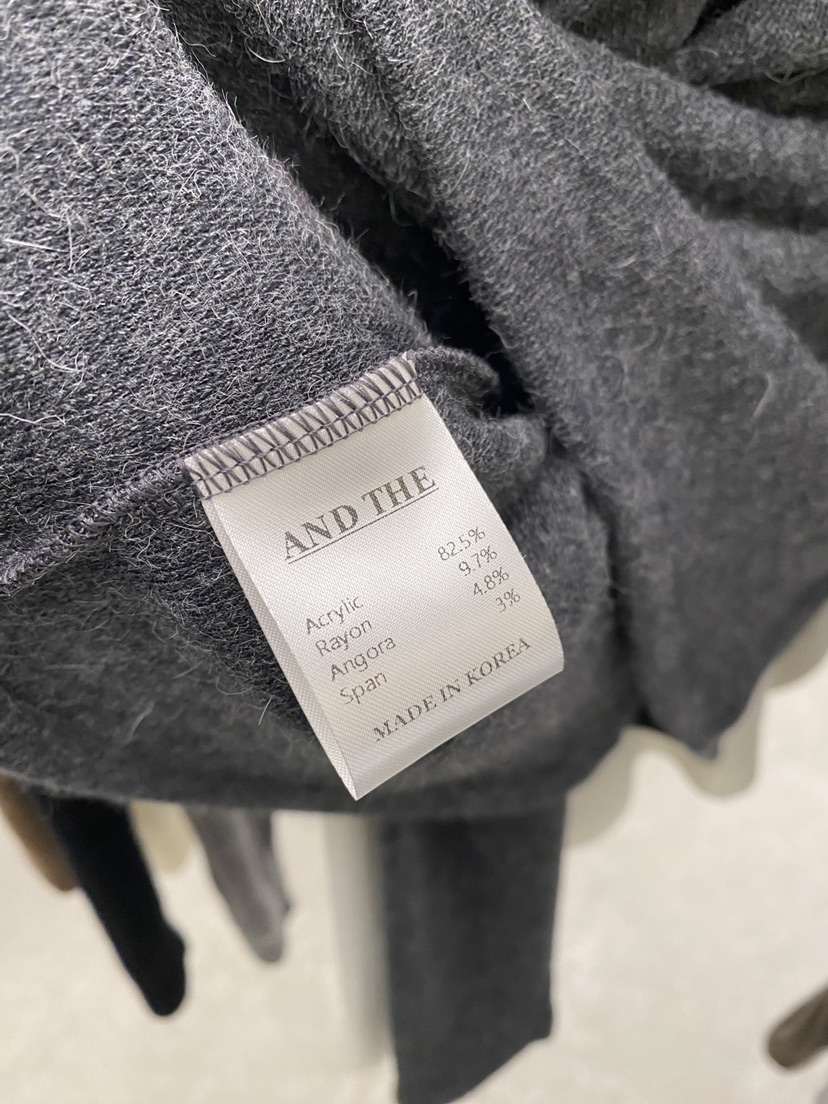 AND THE
Acrylic 82.5%
Rayon 9.7%
Angora 4.8%
Span 3%
MADE IN KOREA